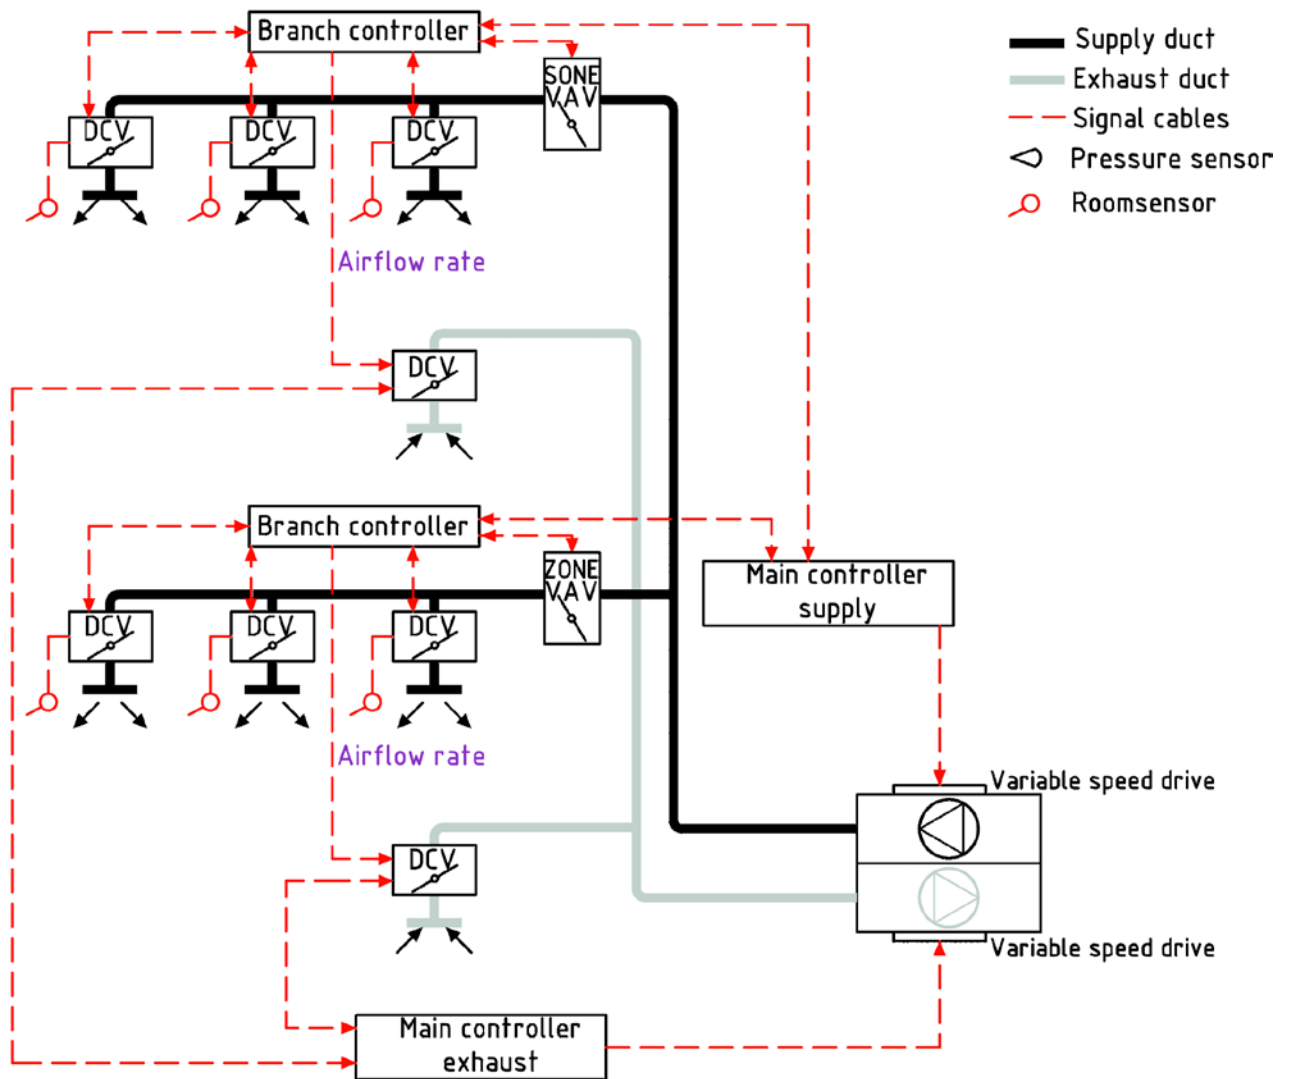 Branch controller
SONE
VAV
DCV
DCV
DCV
Supply duct
Exhaust duct
Signal cables
Pressure sensor
Roomsensor
Airflow rate
DCV
Branch controller
ZONE
VAV
DCV
DCV
DCV
Main controller
supply
Airflow rate
Variable speed drive
DCV
Variable speed drive
Main controller
exhaust